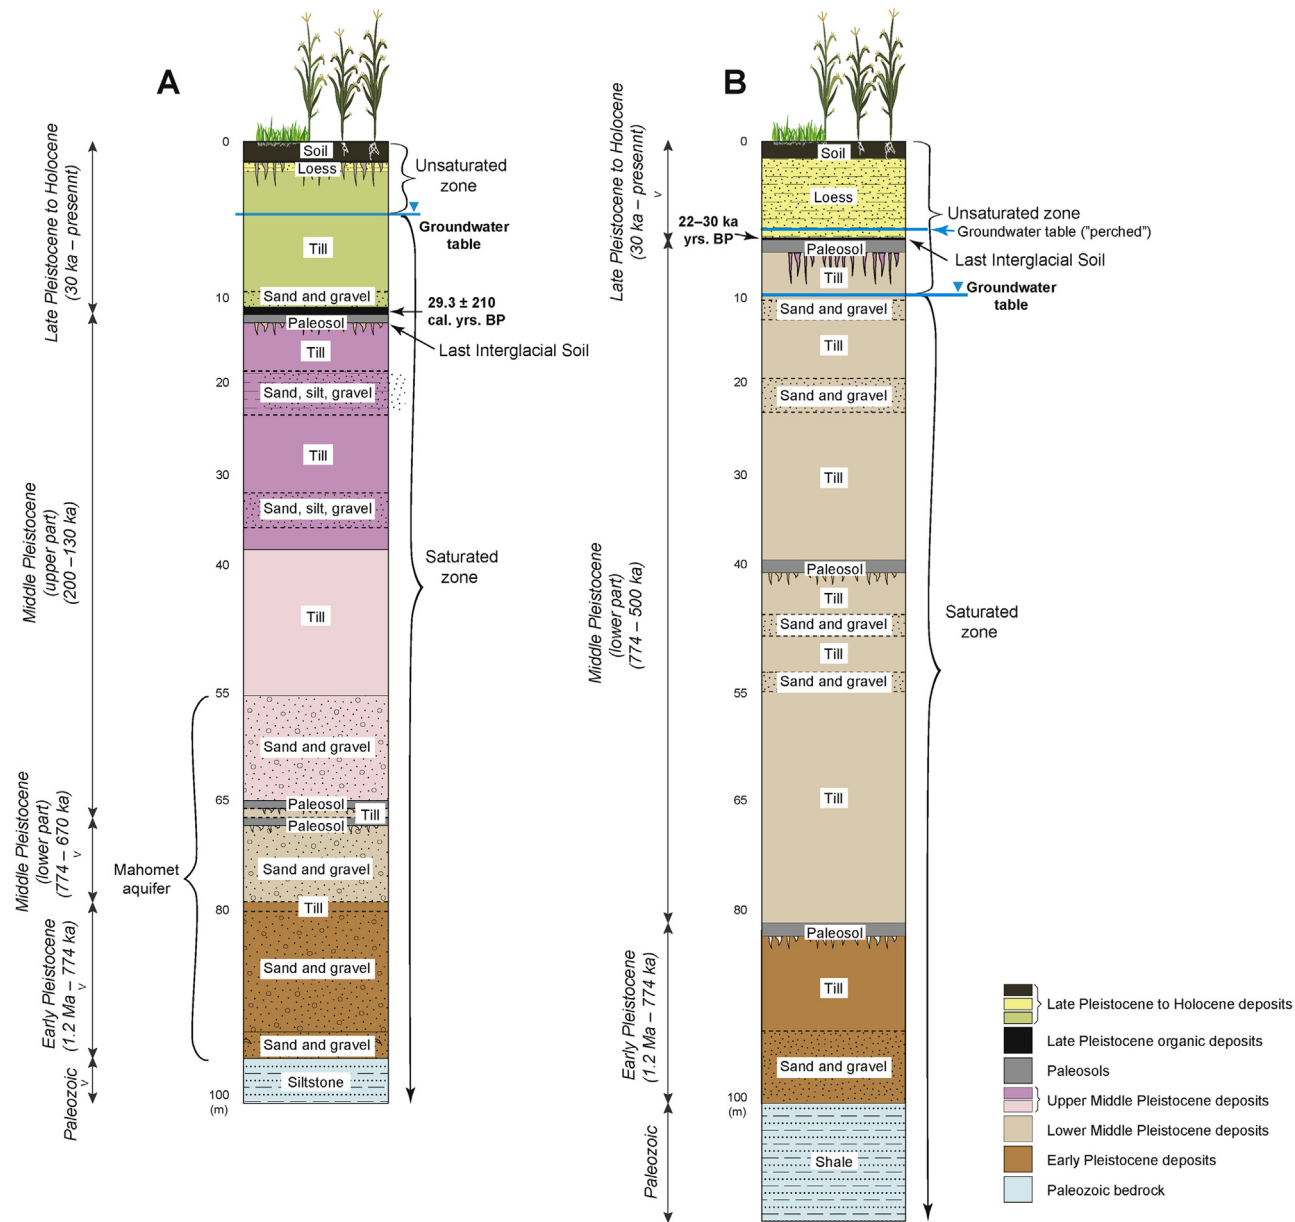 A
0
Soil
Loess
Unsaturated
zone
Groundwater
table
Till
10
Sand and gravel
29.3 ± 210
cal. yrs. BP
Paleosol
Last Interglacial Soil
Till
20
Sand, silt, gravel
Till
30
Sand, silt, gravel
40
Saturated
zone
Till
55
Sand and gravel
65
Paleosol
Till
Paleosol
Mahomet
aquifer
Sand and gravel
Till
80
Sand and gravel
Sand and gravel
Siltstone
100
(m)
Late Pleistocene to Holocene
(30 ka – presennt)
Middle Pleistocene
(upper part)
(200 –130 ka)
Middle Pleistocene
(lower part)
(774 – 670 ka)
v
Early Pleistocene
(1.2 Ma – 774 ka)
v
Paleozoic
v
B
0
Soil
Loess
Unsaturated zone
22–30 ka
yrs. BP
Groundwater table ("perched")
Paleosol
Last Interglacial Soil
Till
Groundwater
table
10
Sand and gravel
Till
20
Sand and gravel
30
Till
40
Paleosol
Till
Sand and gravel
Saturated
zone
Till
Sand and gravel
55
65
Till
80
Paleosol
Till
Sand and gravel
100
(m)
Shale
Late Pleistocene to Holocene
(30 ka – presennt)
v
Middle Pleistocene
(lower part)
(774 – 500 ka)
Early Pleistocene
(1.2 Ma – 774 ka)
Paleozoic
Late Pleistocene to Holocene deposits
Late Pleistocene organic deposits
Paleosols
Upper Middle Pleistocene deposits
Lower Middle Pleistocene deposits
Early Pleistocene deposits
Paleozoic bedrock